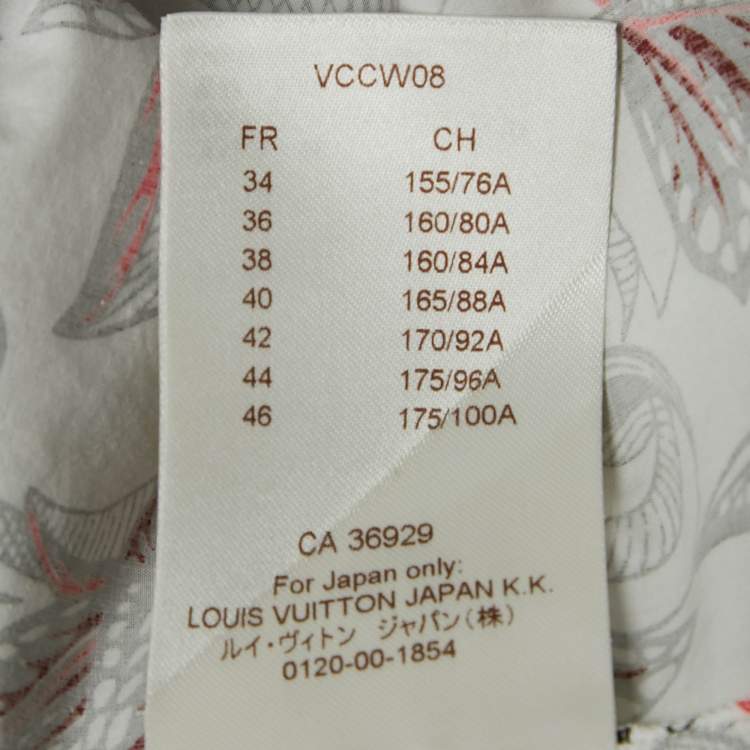 VCCW08
FR CH
34 155/76A
36 160/80A
38 160/84A
40 165/88A
42 170/92A
44 175/96A
46 175/100A
CA 36929
For Japan only:
LOUIS VUITTON JAPAN K.K.
ルイ・ヴィトン ジャパン(株)
0120-00-1854